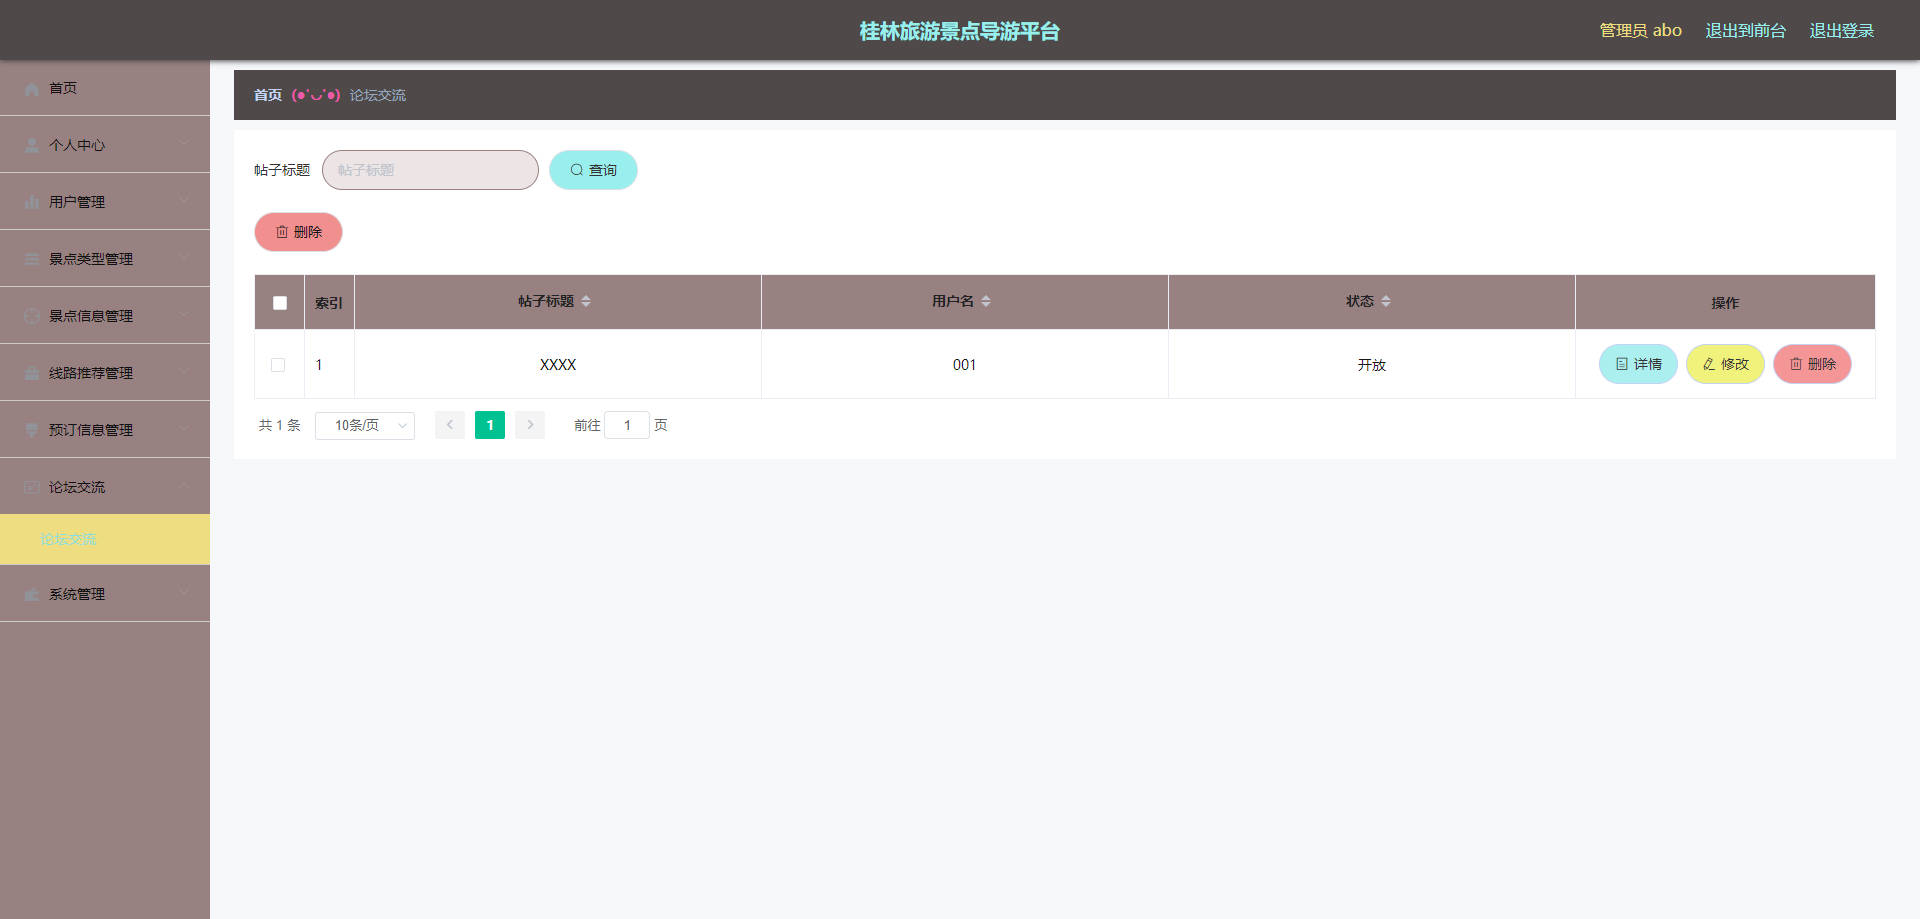 桂林旅游景点导游平台
管理员 abo 退出到前台 退出登录
首页
个人中心
用户管理
景点类型管理
景点信息管理
线路推荐管理
预订信息管理
论坛交流
论坛交流
系统管理
首页 (●'◡'●) 论坛交流
帖子标题 帖子标题 查询
删除
索引 帖子标题 用户名 状态 操作
1 XXXX 001 开放 详情 修改 删除
共 1 条 10条/页 1 前往 1 页